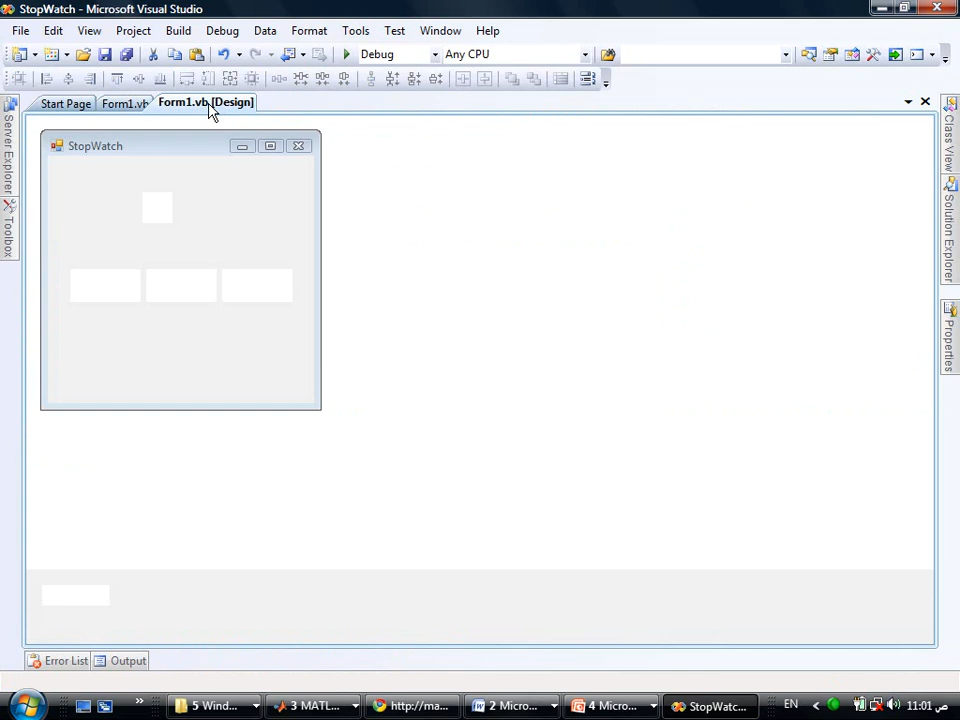 StopWatch - Microsoft Visual Studio
File Edit View Project Build Debug Data Format Tools Test Window Help
Debug Any CPU
Start Page Form1.vb Form1.vb [Design]
Server Explorer
Toolbox
StopWatch
Class View
Solution Explorer
Properties
Error List Output
5 Wind... 3 MATL... http://ma... 2 Micro... 4 Micro... StopWatc... EN 11:01 ص